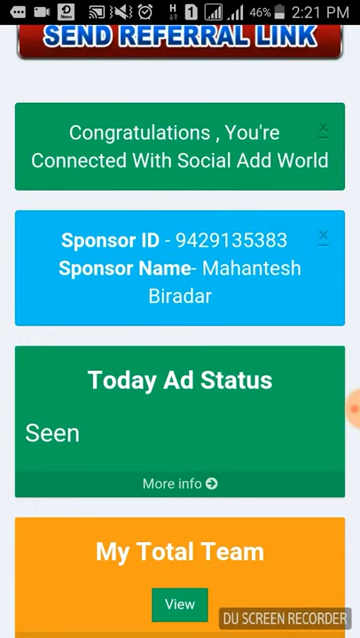 46% 2:21 PM
SEND REFERRAL LINK
Congratulations , You're
Connected With Social Add World
Sponsor ID - 9429135383
Sponsor Name- Mahantesh
Biradar
Today Ad Status
Seen
More info
My Total Team
View
DU SCREEN RECORDER